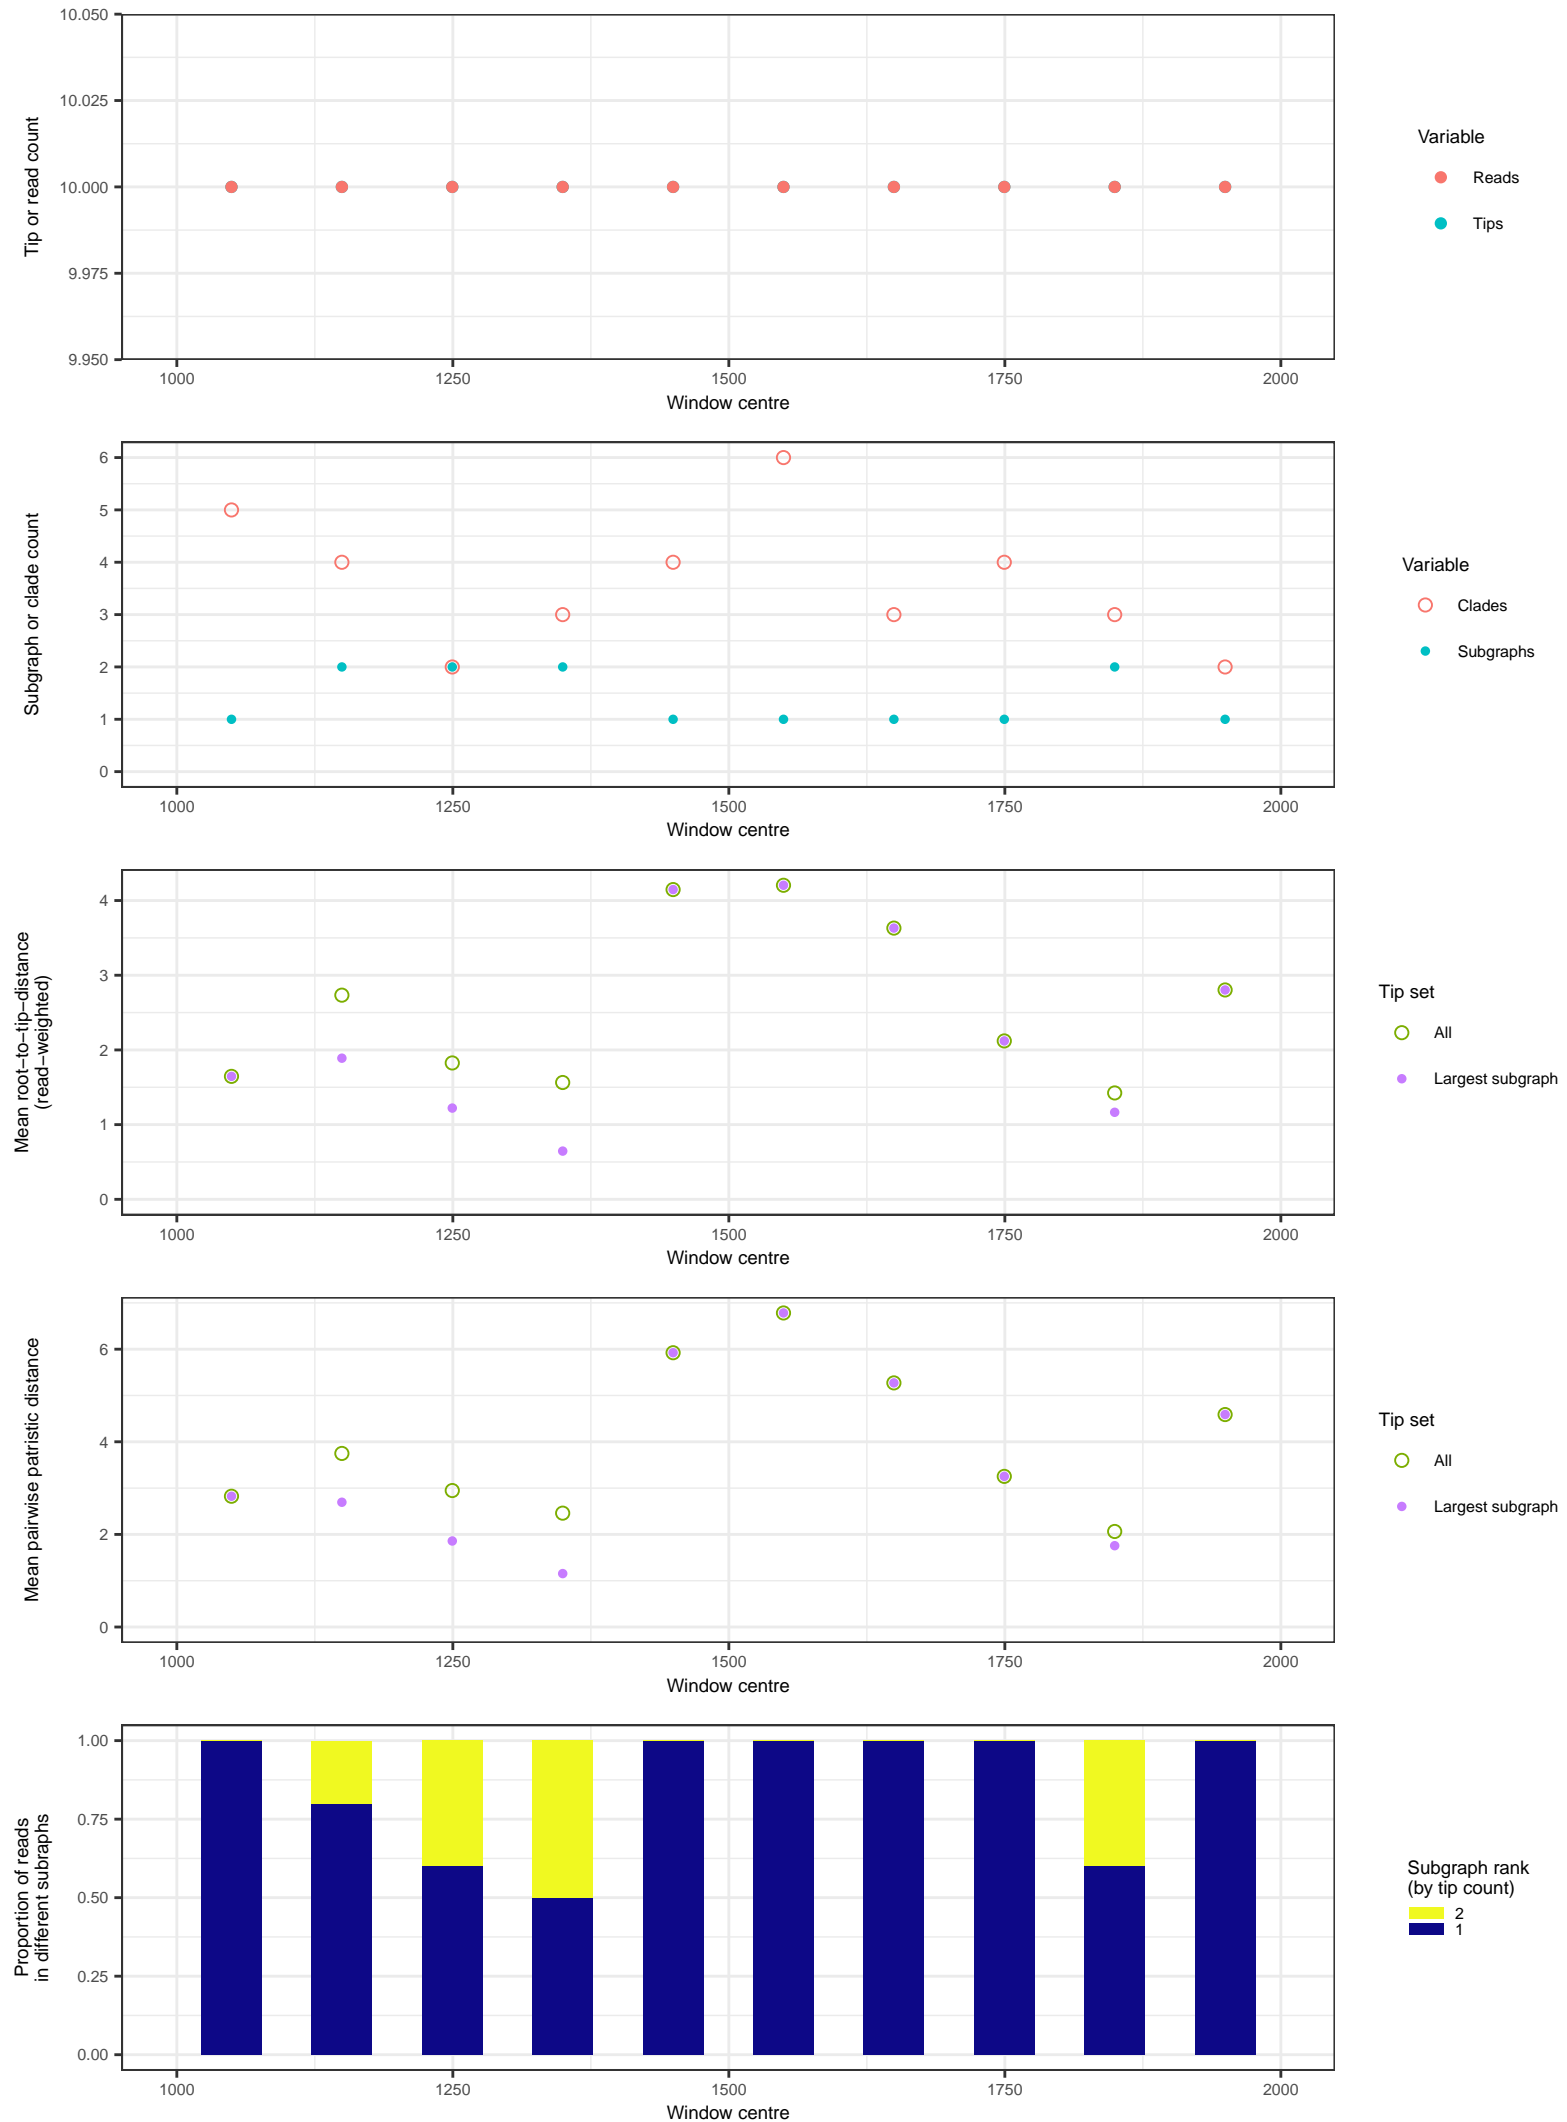 10.050
10.025
10.000
9.975
9.950
Tip or read count
1000
1250
1500
1750
2000
Window centre
Variable
Reads
Tips
6
5
4
3
2
1
0
Subgraph or clade count
1000
1250
1500
1750
2000
Window centre
Variable
Clades
Subgraphs
4
3
2
1
0
Mean root−to−tip−distance
(read−weighted)
1000
1250
1500
1750
2000
Window centre
Tip set
All
Largest subgraph
6
4
2
0
Mean pairwise patristic distance
1000
1250
1500
1750
2000
Window centre
Tip set
All
Largest subgraph
1.00
0.75
0.50
0.25
0.00
Proportion of reads
in different subraphs
1000
1250
1500
1750
2000
Window centre
Subgraph rank
(by tip count)
2
1